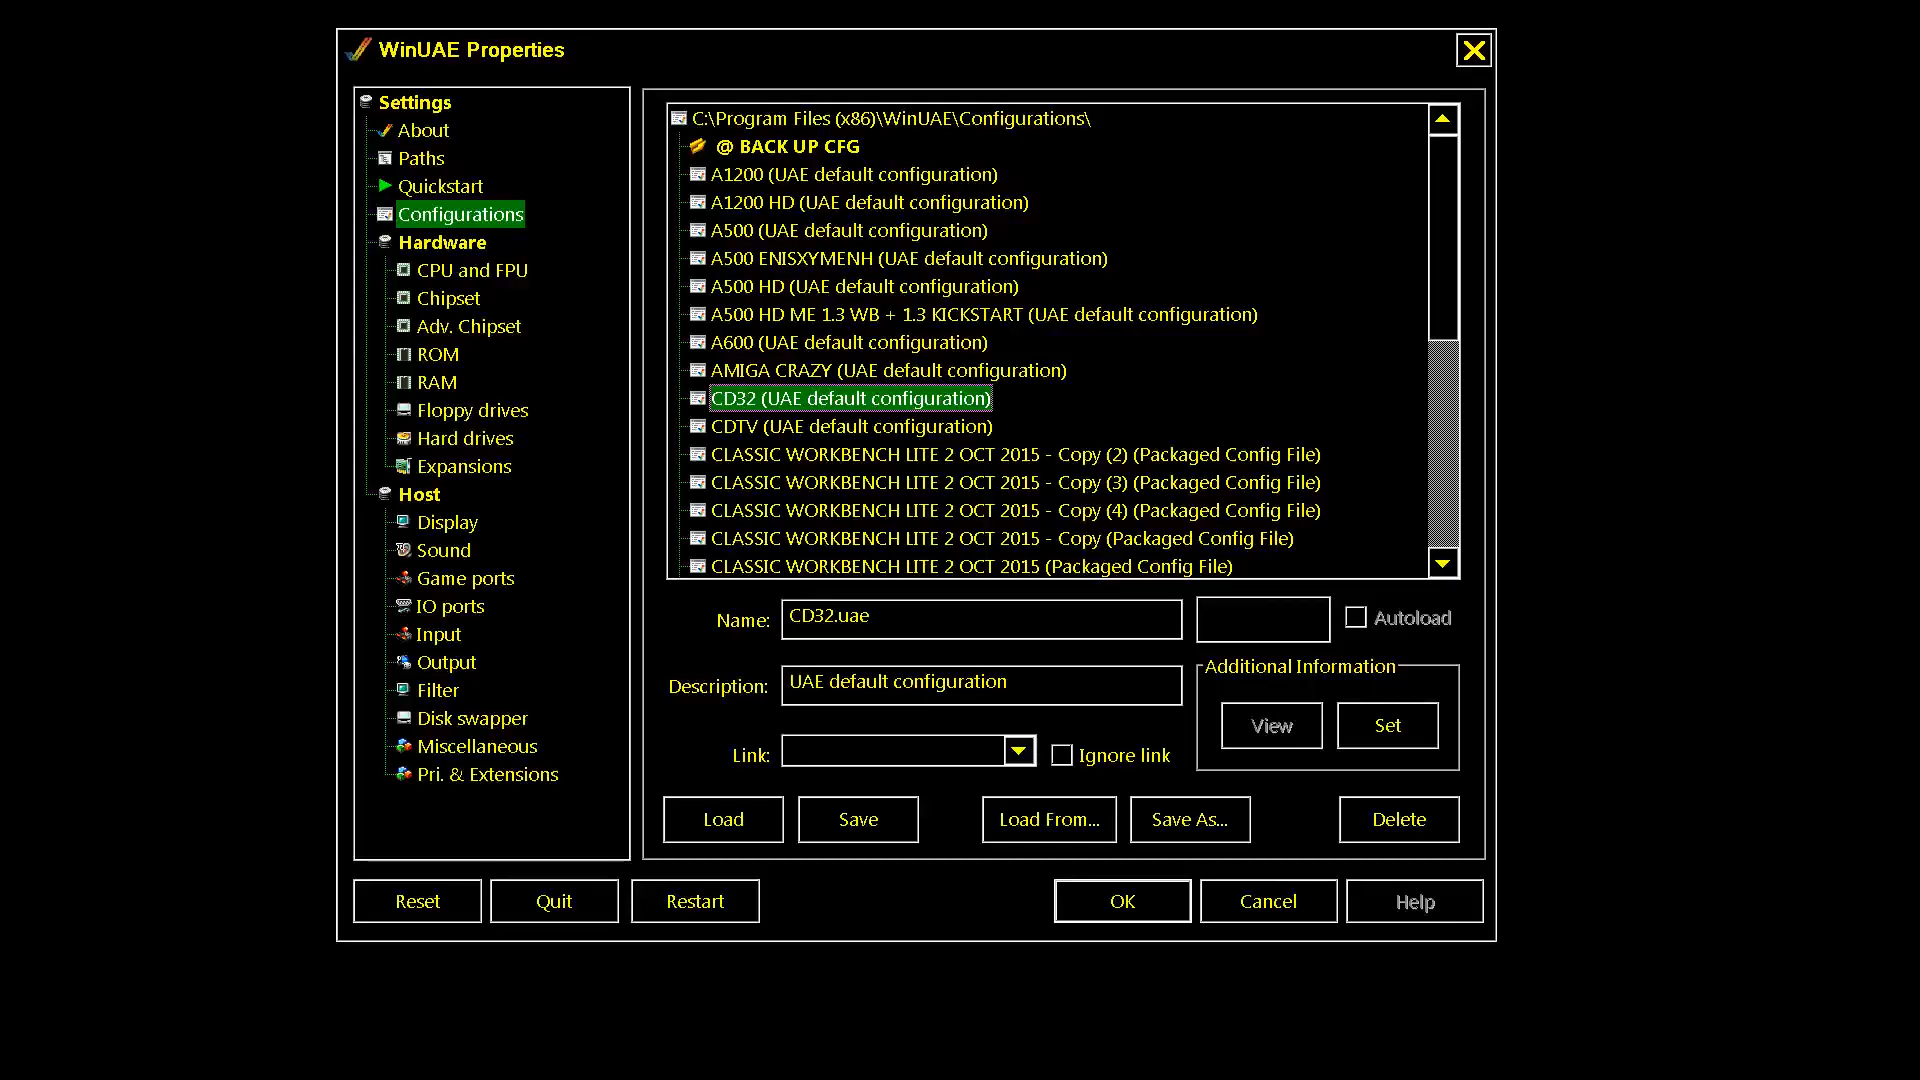 WinUAE Properties
Settings
About
Paths
Quickstart
Configurations
Hardware
CPU and FPU
Chipset
Adv. Chipset
ROM
RAM
Floppy drives
Hard drives
Expansions
Host
Display
Sound
Game ports
IO ports
Input
Output
Filter
Disk swapper
Miscellaneous
Pri. & Extensions
C:\Program Files (x86)\WinUAE\Configurations\
@ BACK UP CFG
A1200 (UAE default configuration)
A1200 HD (UAE default configuration)
A500 (UAE default configuration)
A500 ENISXYMENH (UAE default configuration)
A500 HD (UAE default configuration)
A500 HD ME 1.3 WB + 1.3 KICKSTART (UAE default configuration)
A600 (UAE default configuration)
AMIGA CRAZY (UAE default configuration)
CD32 (UAE default configuration)
CDTV (UAE default configuration)
CLASSIC WORKBENCH LITE 2 OCT 2015 - Copy (2) (Packaged Config File)
CLASSIC WORKBENCH LITE 2 OCT 2015 - Copy (3) (Packaged Config File)
CLASSIC WORKBENCH LITE 2 OCT 2015 - Copy (4) (Packaged Config File)
CLASSIC WORKBENCH LITE 2 OCT 2015 - Copy (Packaged Config File)
CLASSIC WORKBENCH LITE 2 OCT 2015 (Packaged Config File)
Name: CD32.uae
Autoload
Description: UAE default configuration
Additional Information
View Set
Link:
Ignore link
Load Save Load From... Save As... Delete
Reset Quit Restart OK Cancel Help